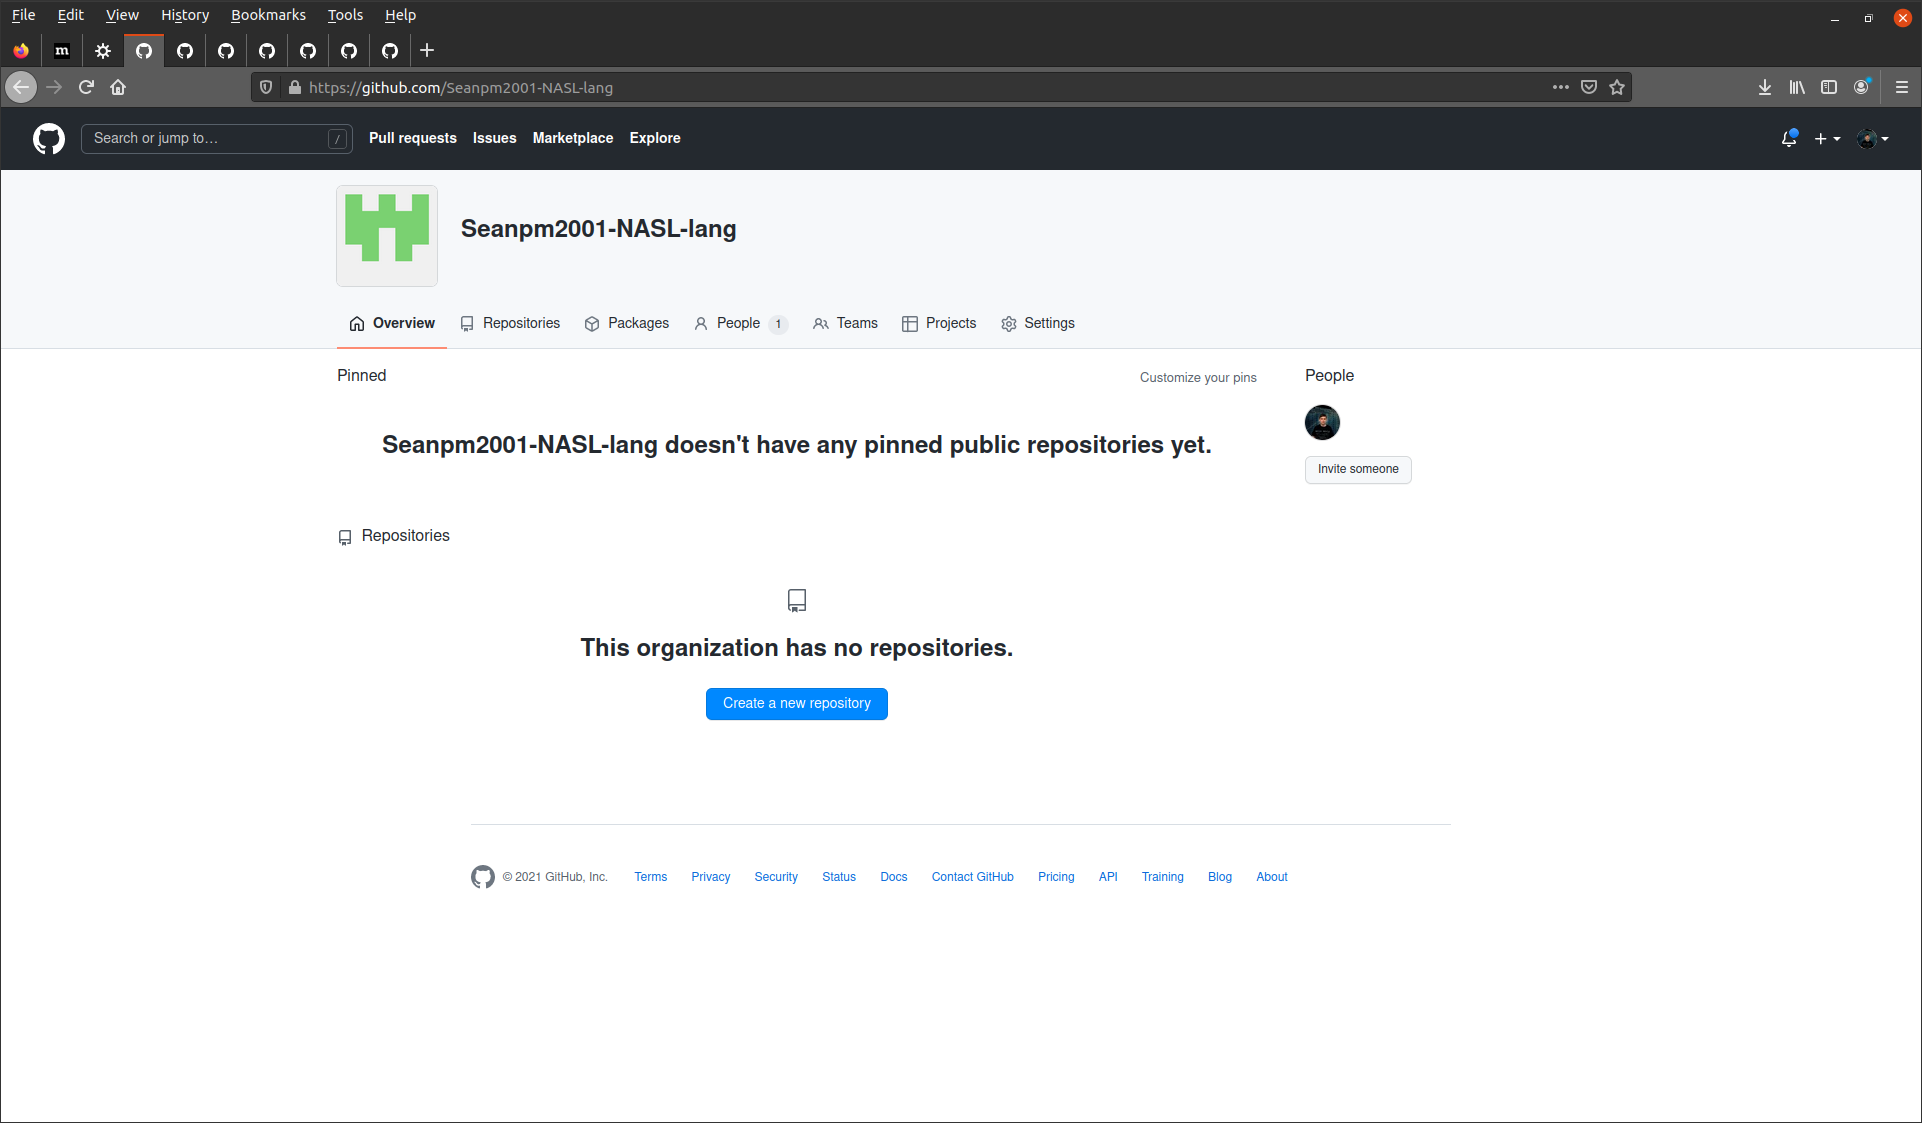 File Edit View History Bookmarks Tools Help
m
https://github.com/Seanpm2001-NASL-lang
Search or jump to… / Pull requests Issues Marketplace Explore
Seanpm2001-NASL-lang
Overview Repositories Packages People 1 Teams Projects Settings
Pinned Customize your pins People
Seanpm2001-NASL-lang doesn't have any pinned public repositories yet.
Invite someone
Repositories
This organization has no repositories.
Create a new repository
© 2021 GitHub, Inc. Terms Privacy Security Status Docs Contact GitHub Pricing API Training Blog About